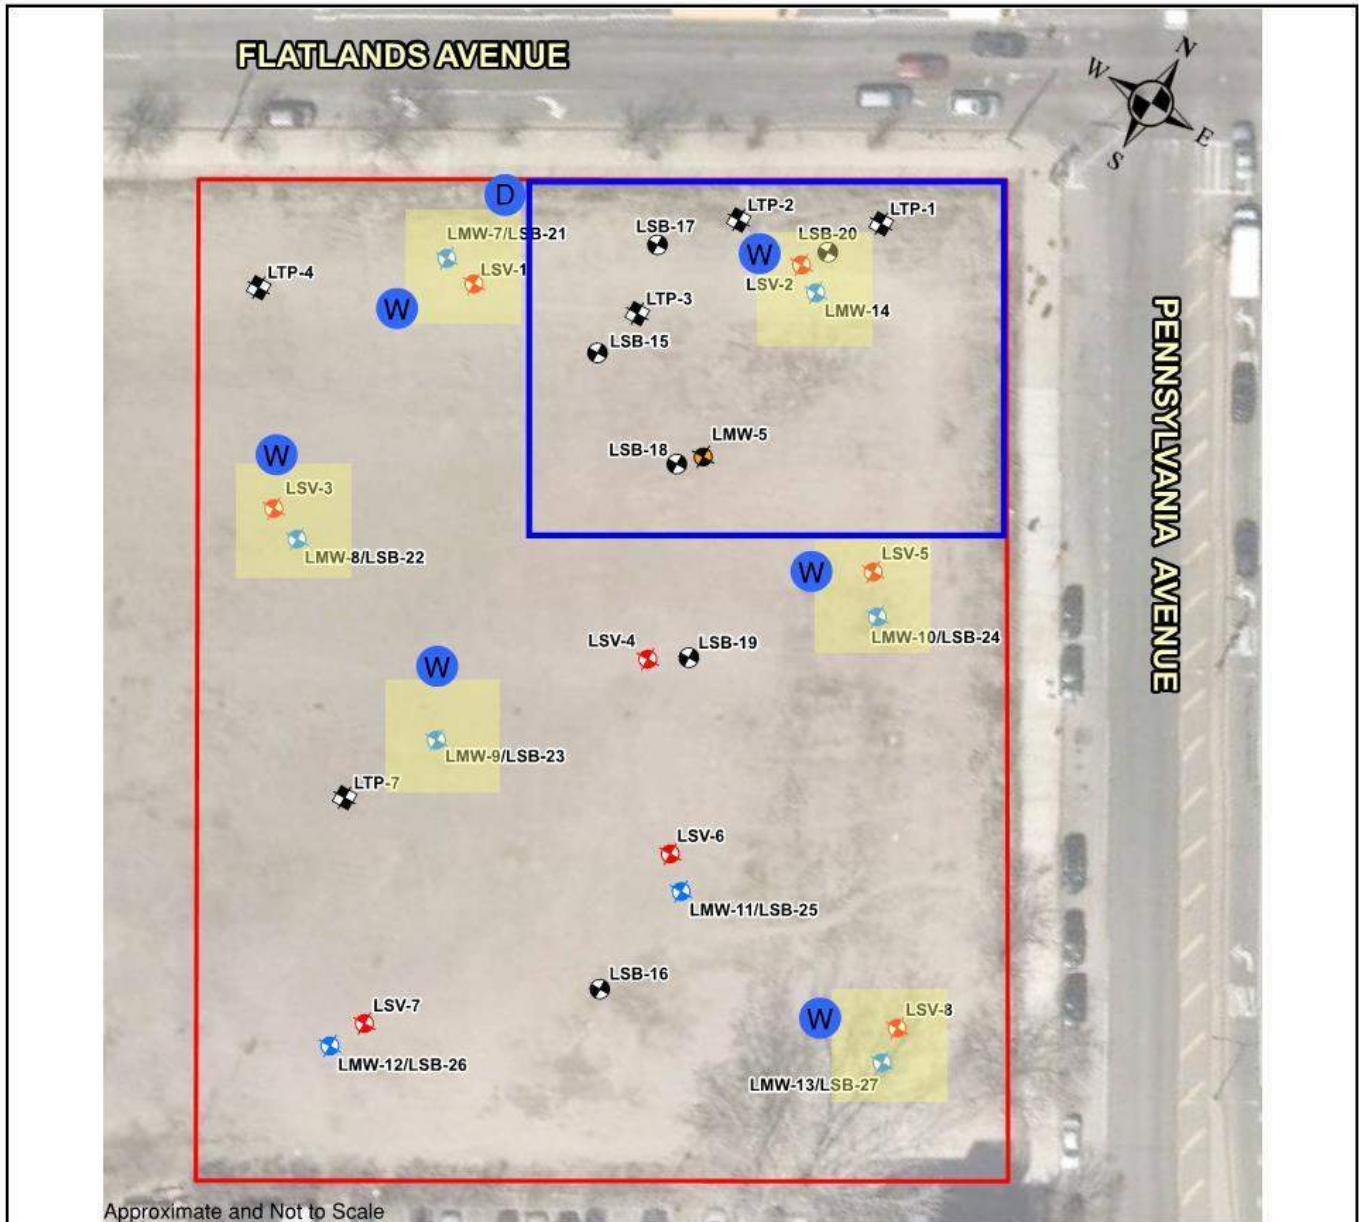 FLATLANDS AVENUE
N
W
E
S
D
LTP-2
LTP-1
LSB-17
LMW-7/LSB-21
LSB-20
W
LTP-4
LSV-1
LSV-2
W
LTP-3
LMW-14
LSB-15
PENNSYLVANIA AVENUE
LMW-5
LSB-18
W
LSV-3
LMW-8/LSB-22
LSV-5
W
LMW-10/LSB-24
LSV-4
LSB-19
W
LMW-9/LSB-23
LTP-7
LSV-6
LMW-11/LSB-25
LSB-16
LSV-7
LSV-8
W
LMW-12/LSB-26
LMW-13/LSB-27
Approximate and Not to Scale